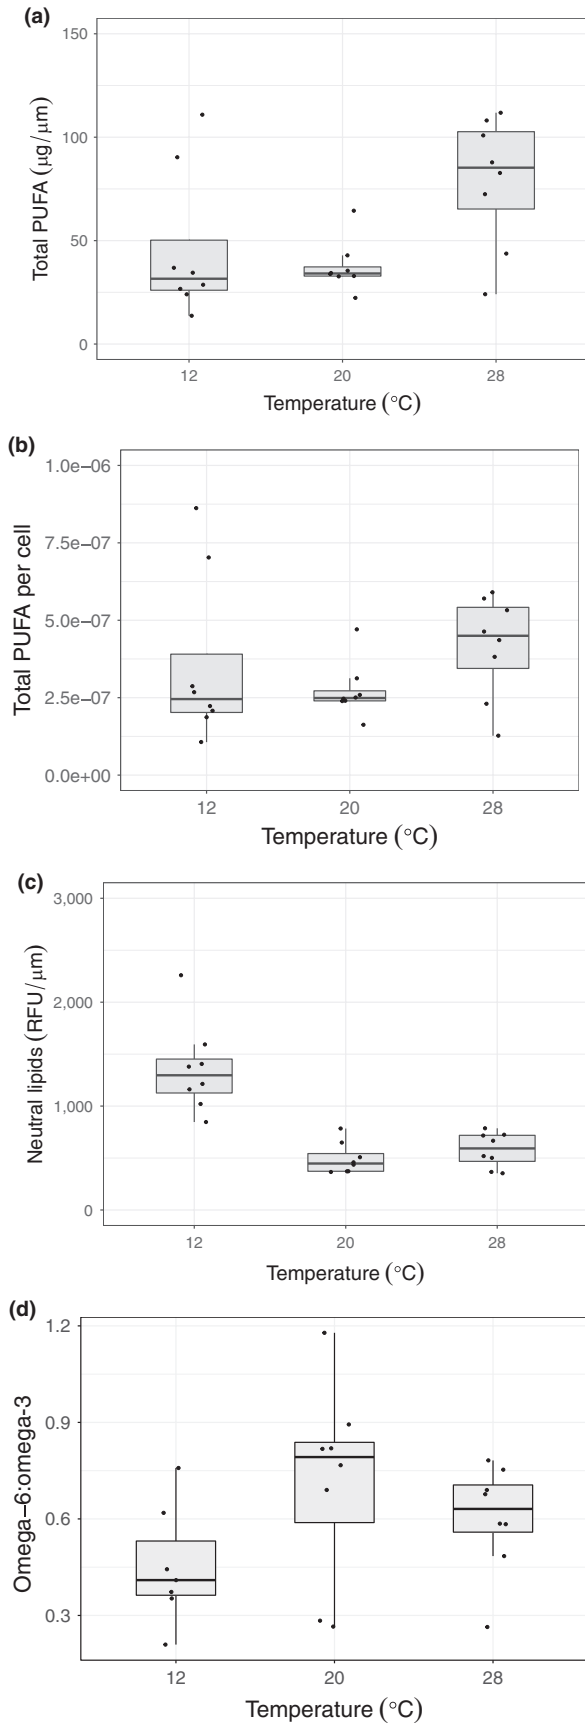 (a)
Total PUFA (μg/μm)
150
100
50
0
12 20 28
Temperature (°C)
(b)
Total PUFA per cell
1.0e−06
7.5e−07
5.0e−07
2.5e−07
0.0e+00
12 20 28
Temperature (°C)
(c)
Neutral lipids (RFU/μm)
3,000
2,000
1,000
0
12 20 28
Temperature (°C)
(d)
Omega−6:omega-3
1.2
0.9
0.6
0.3
12 20 28
Temperature (°C)